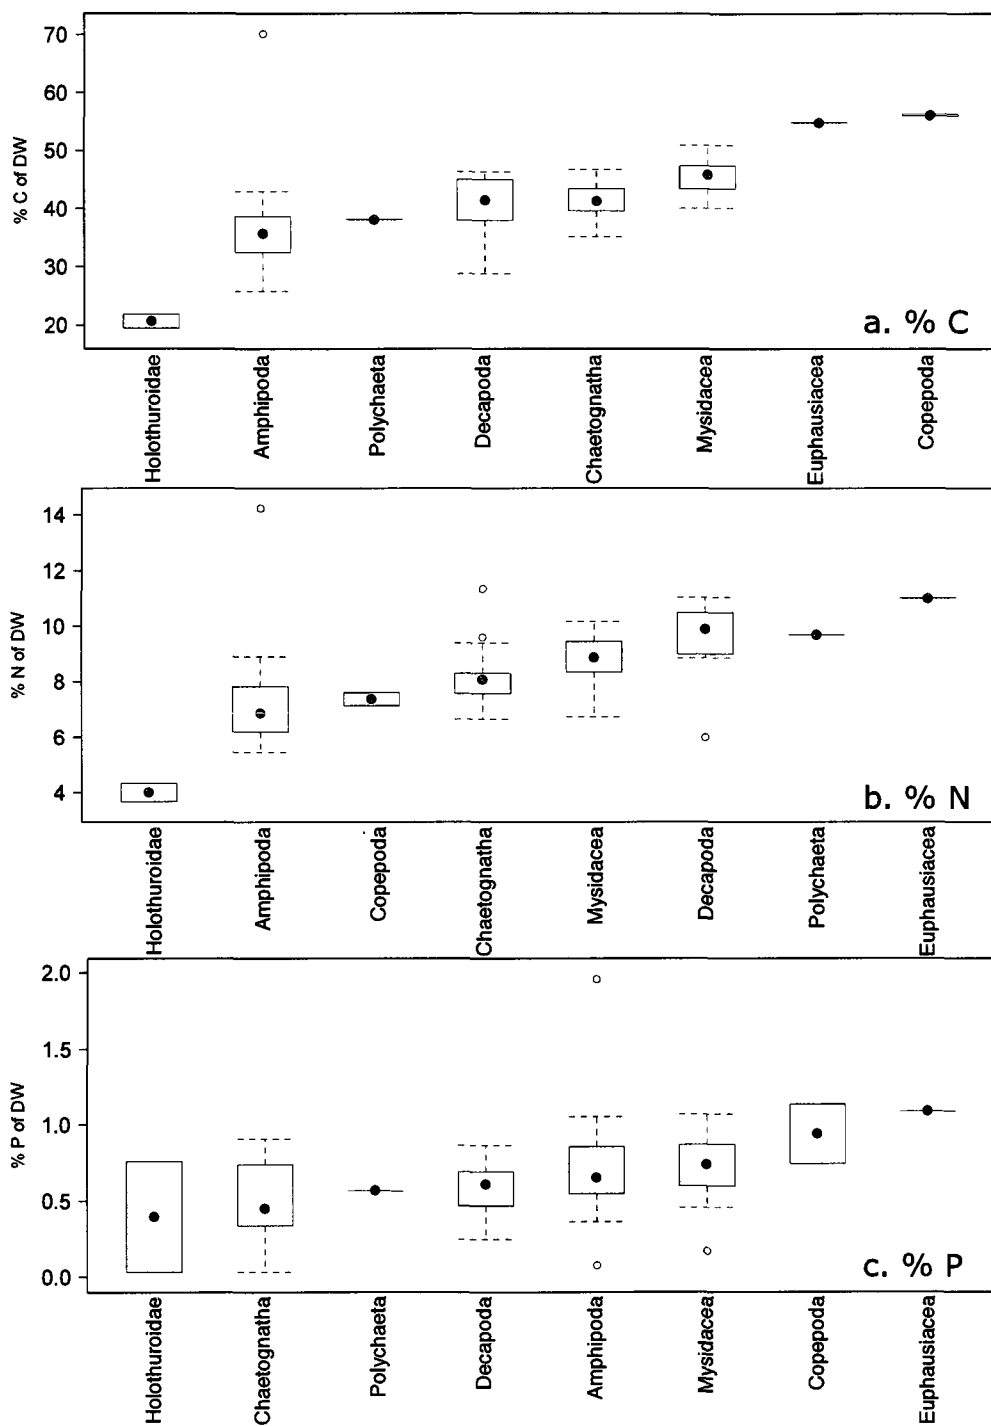 70
60
50
40
30
20
% C of DW
a. % C
Holothuroidae
Amphipoda
Polychaeta
Decapoda
Chaetognatha
Mysidacea
Euphausiacea
Copepoda
14
12
10
8
6
4
% N of DW
b. % N
Holothuroidae
Amphipoda
Copepoda
Chaetognatha
Mysidacea
Decapoda
Polychaeta
Euphausiacea
2.0
1.5
1.0
0.5
0.0
% P of DW
c. % P
Holothuroidae
Chaetognatha
Polychaeta
Decapoda
Amphipoda
Mysidacea
Copepoda
Euphausiacea